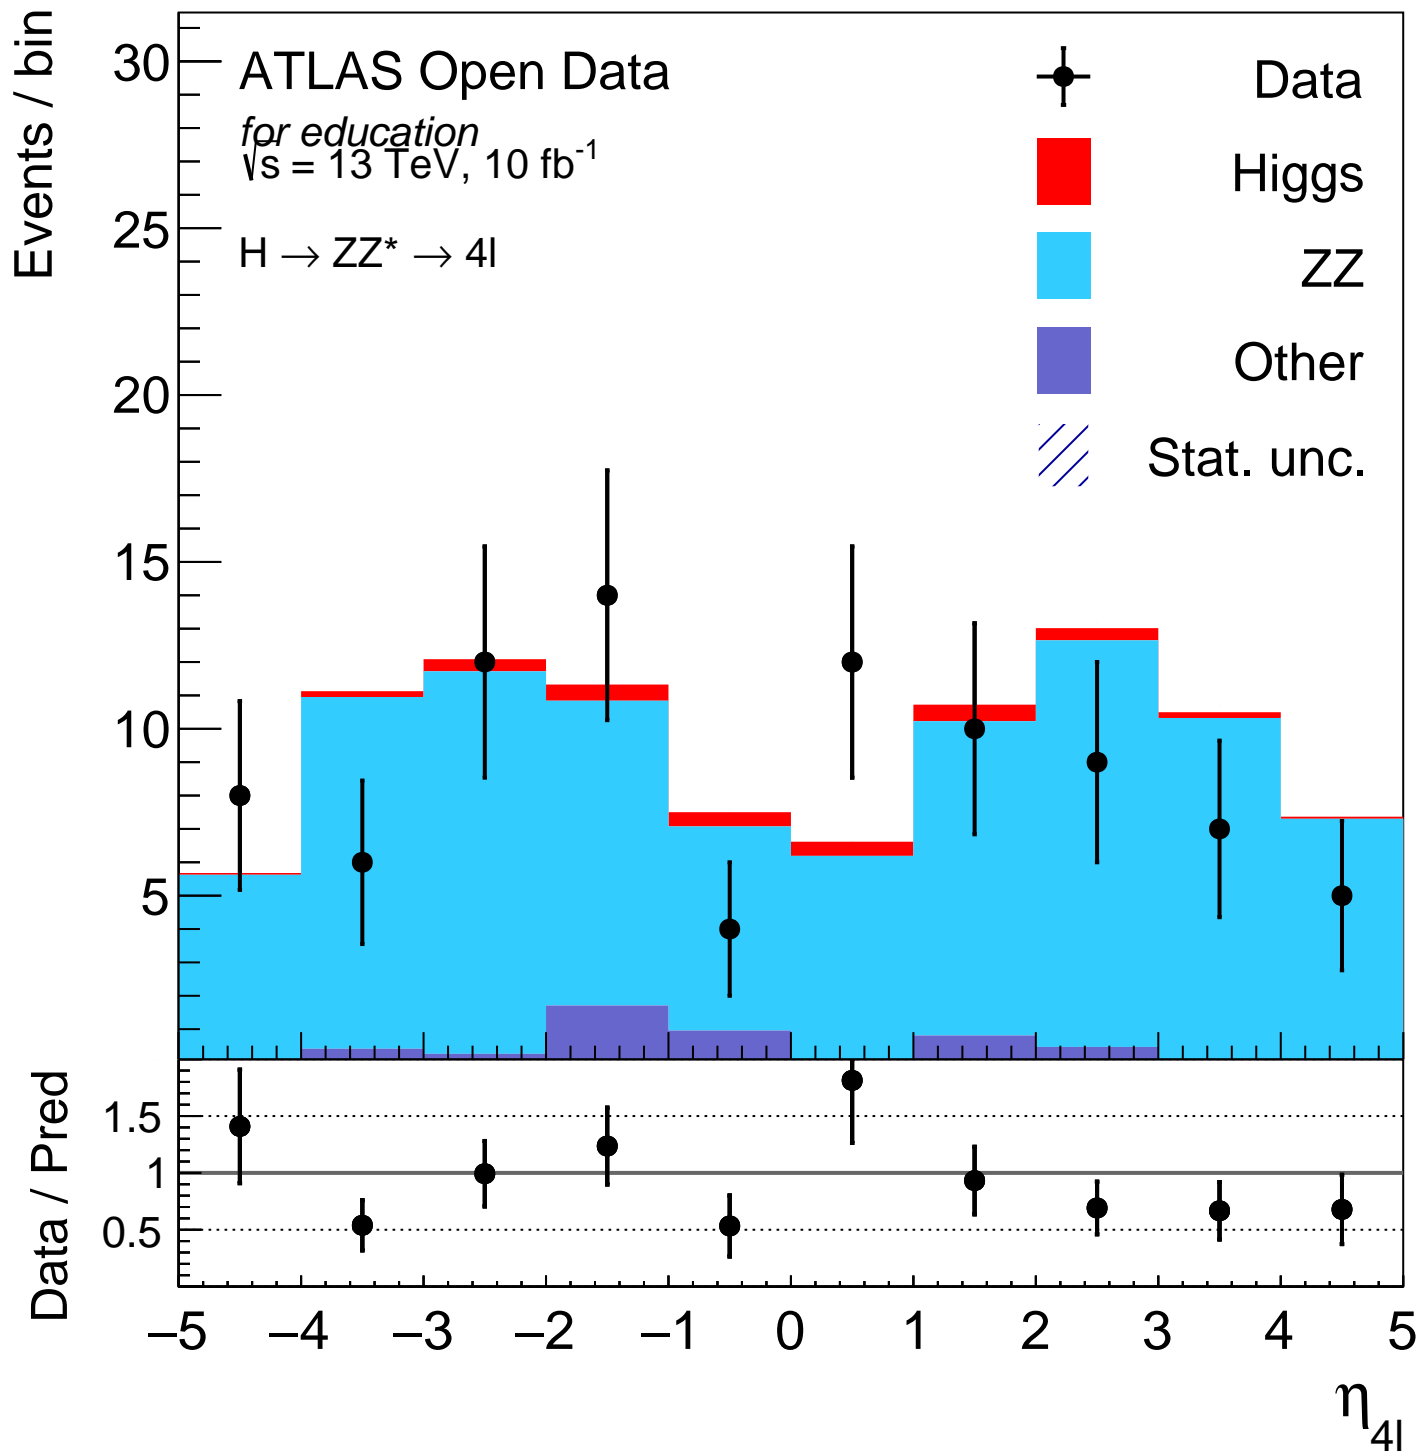 Events / bin
30
25
20
15
10
5
ATLAS Open Data
for education
√s = 13 TeV, 10 fb-1
H → ZZ* → 4l
Data
Higgs
ZZ
Other
Stat. unc.
Data / Pred
1.5
1
0.5
−5 −4 −3 −2 −1 0 1 2 3 4 5
η4l